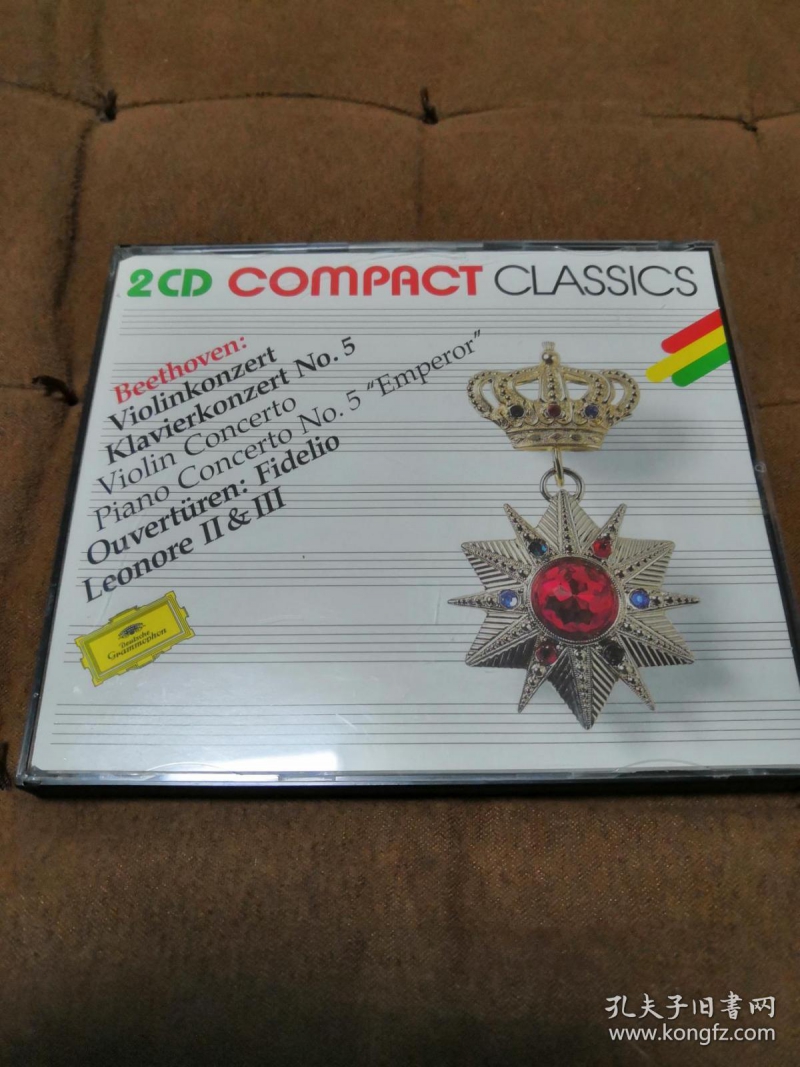 2CD COMPACT CLASSICS
Beethoven:
Violinkonzert
Klavierkonzert No. 5
Violin Concerto
Piano Concerto No. 5 "Emperor"
Ouvertüren: Fidelio
Leonore II & III
Deutsche
Grammophon
孔夫子旧书网
www.kongfz.com